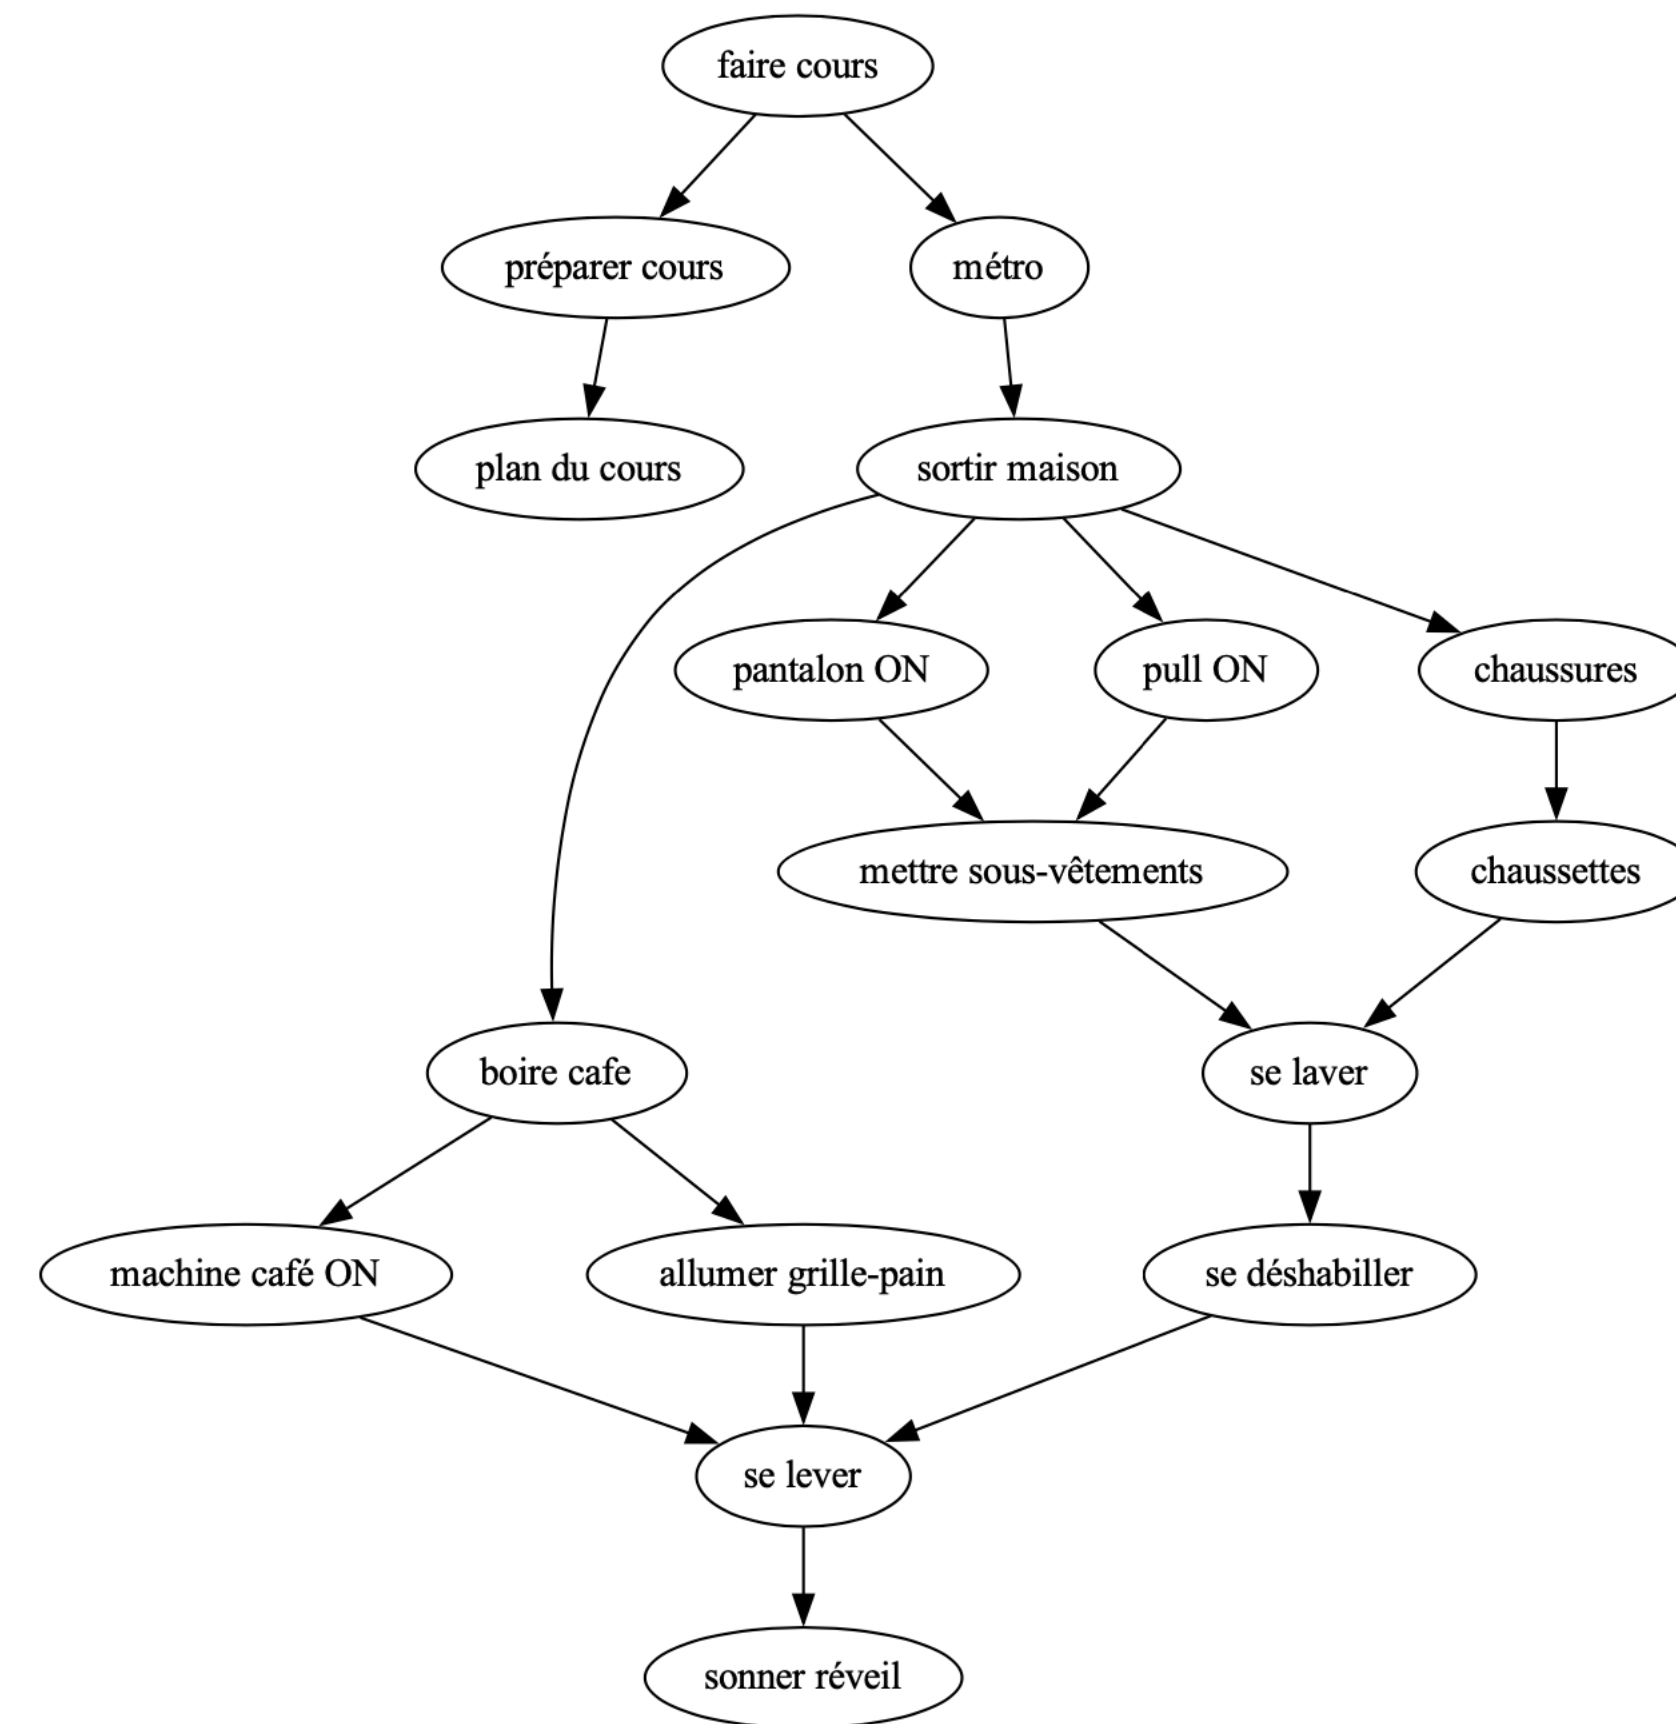 faire cours
préparer cours
métro
plan du cours
sortir maison
pantalon ON
pull ON
chaussures
mettre sous-vêtements
chaussettes
boire cafe
se laver
machine café ON
allumer grille-pain
se déshabiller
se lever
sonner réveil